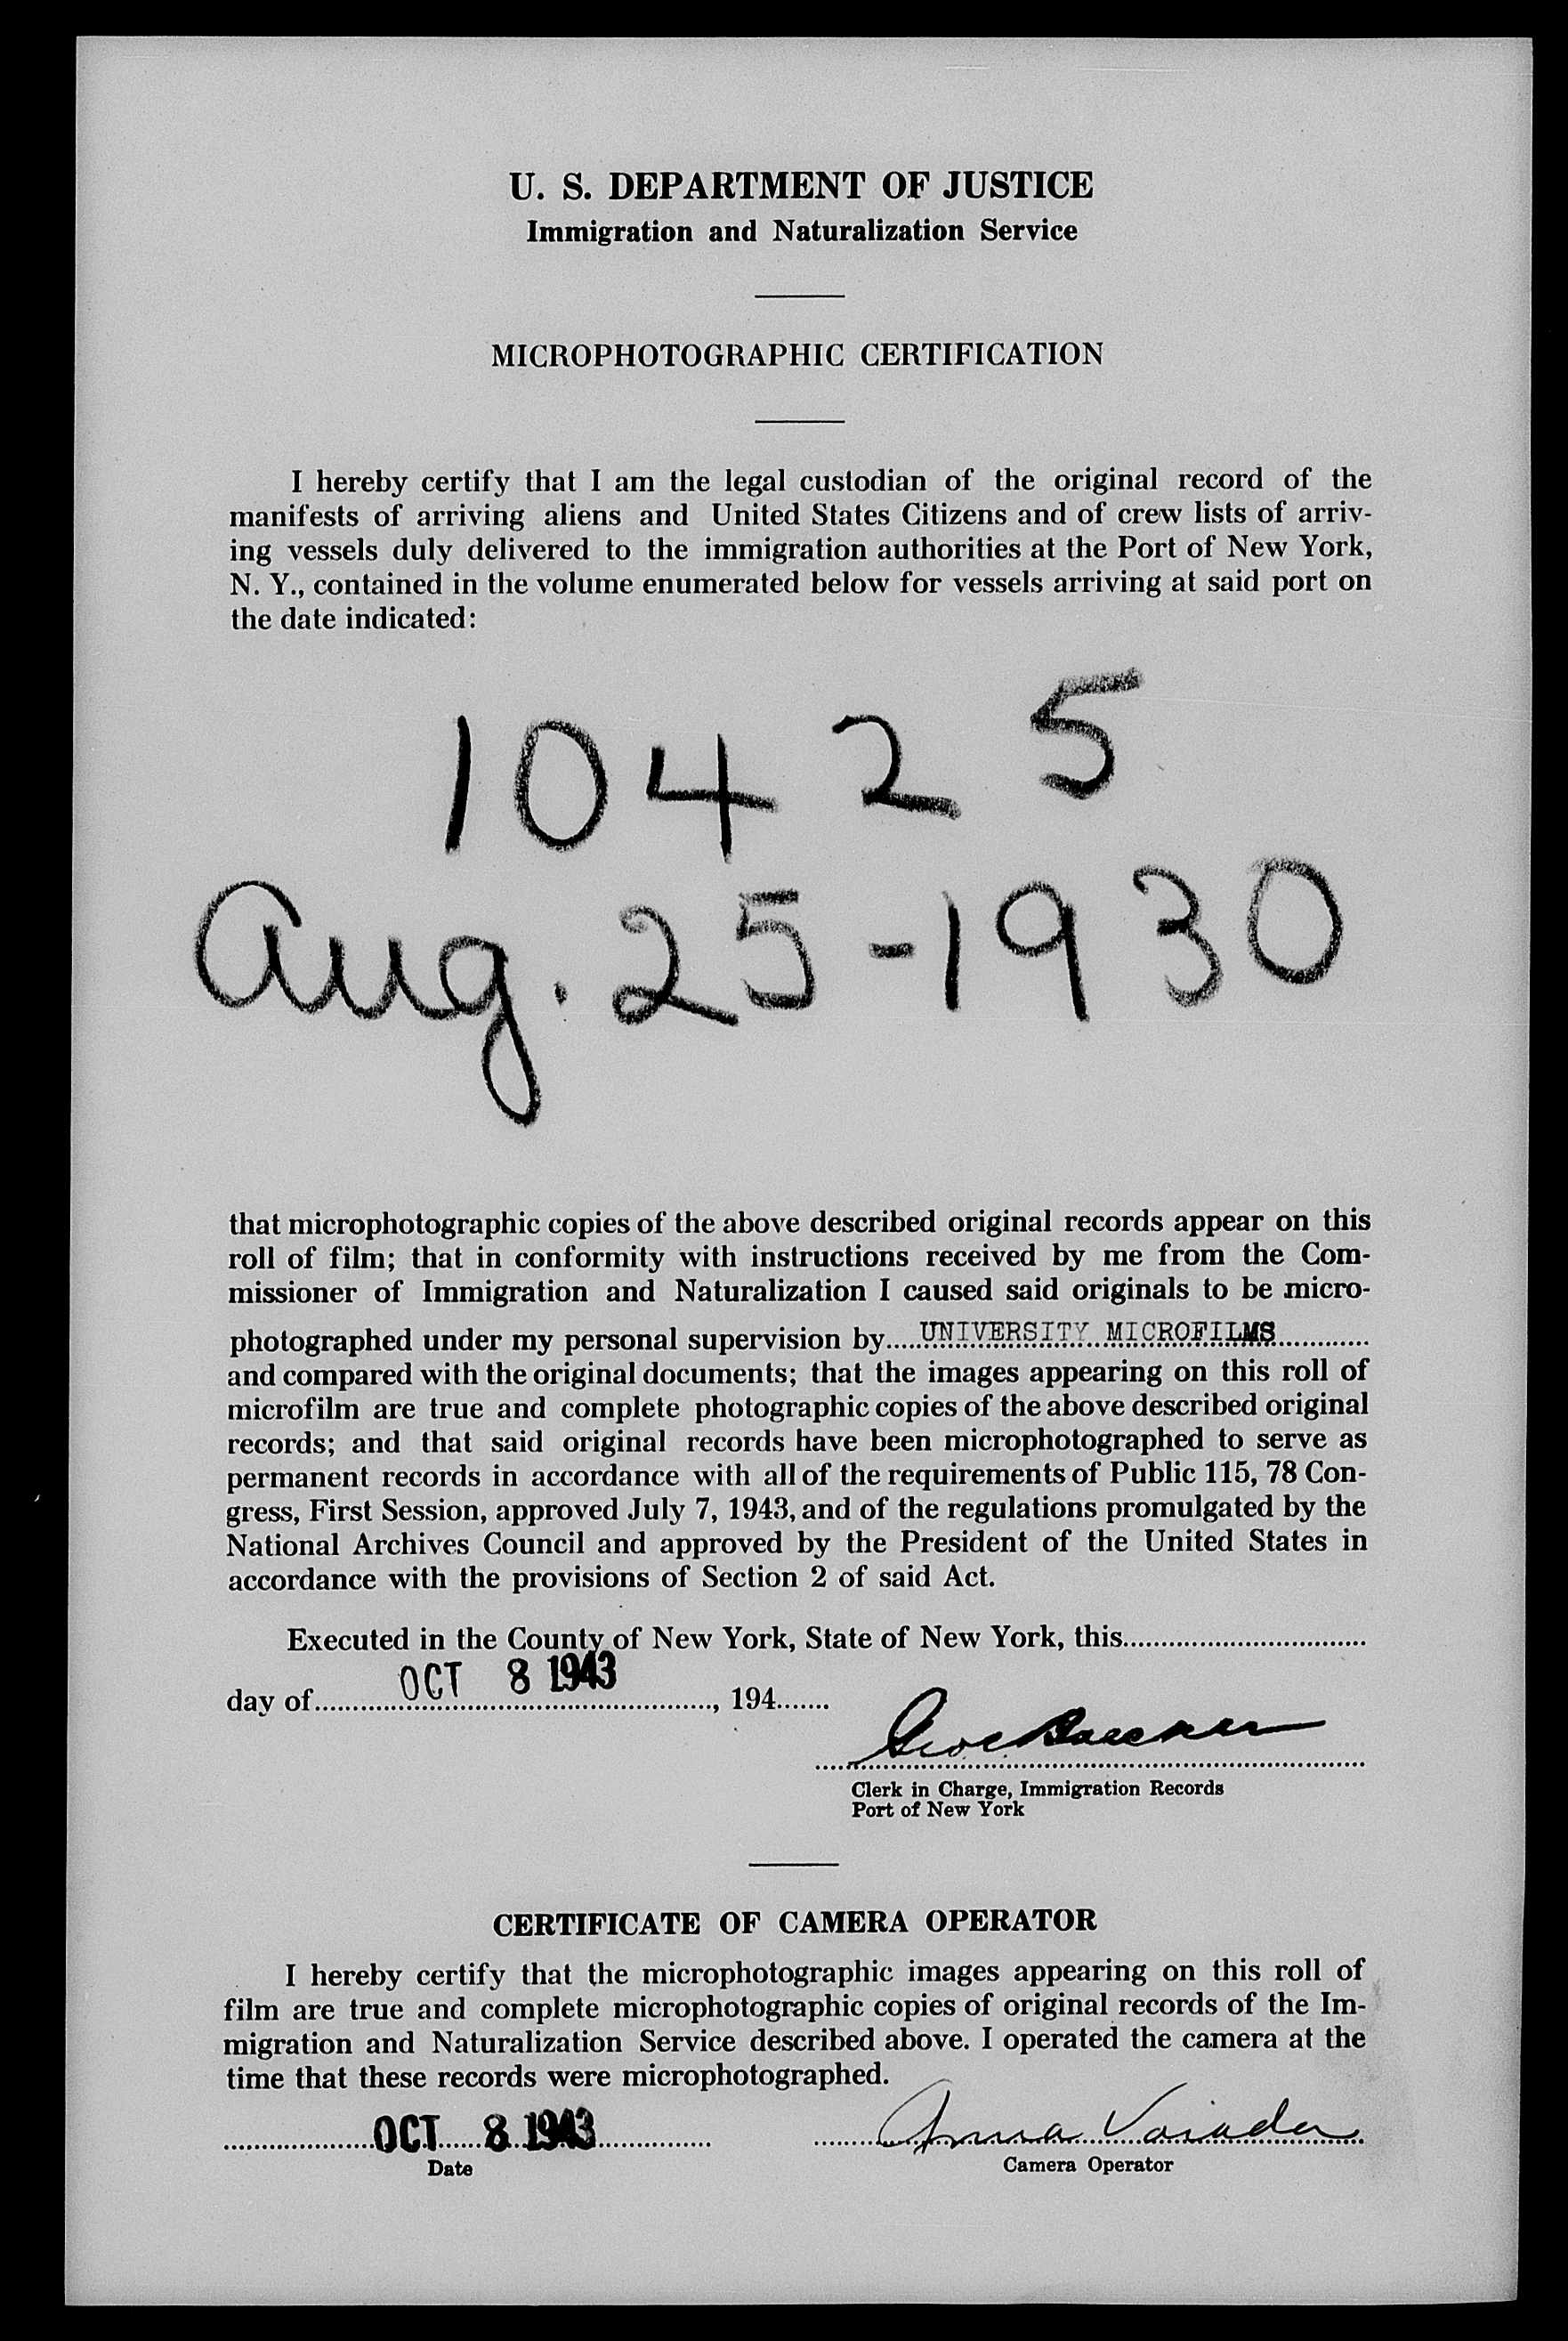 U. S. DEPARTMENT OF JUSTICE
Immigration and Naturalization Service
MICROPHOTOGRAPHIC CERTIFICATION
I hereby certify that I am the legal custodian of the original record of the
manifests of arriving aliens and United States Citizens and of crew lists of arriv-
ing vessels duly delivered to the immigration authorities at the Port of New York,
N. Y., contained in the volume enumerated below for vessels arriving at said port on
the date indicated:
10425
Aug. 25-1930
that microphotographic copies of the above described original records appear on this
roll of film; that in conformity with instructions received by me from the Com-
missioner of Immigration and Naturalization I caused said originals to be micro-
photographed under my personal supervision by UNIVERSITY MICROFILMS
and compared with the original documents; that the images appearing on this roll of
microfilm are true and complete photographic copies of the above described original
records; and that said original records have been microphotographed to serve as
permanent records in accordance with all of the requirements of Public 115, 78 Con-
gress, First Session, approved July 7, 1943, and of the regulations promulgated by the
National Archives Council and approved by the President of the United States in
accordance with the provisions of Section 2 of said Act.
Executed in the County of New York, State of New York, this
day of OCT 8 1943, 194
Clerk in Charge, Immigration Records
Port of New York
CERTIFICATE OF CAMERA OPERATOR
I hereby certify that the microphotographic images appearing on this roll of
film are true and complete microphotographic copies of original records of the Im-
migration and Naturalization Service described above. I operated the camera at the
time that these records were microphotographed.
OCT 8 1943 Anna
Date Camera Operator